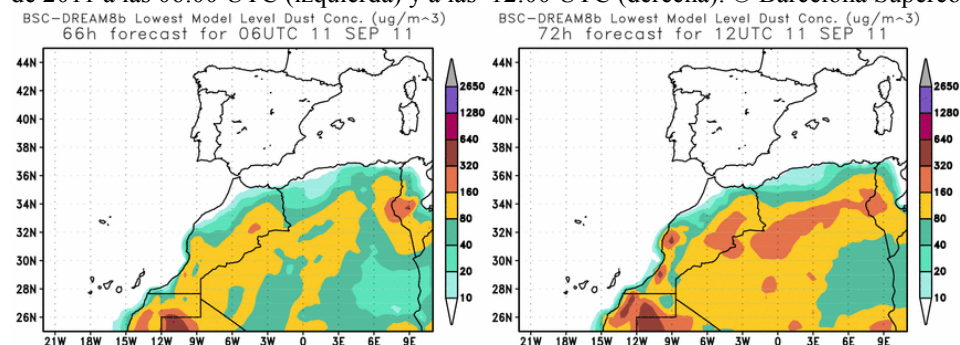 de 2011 a las 06:00 UTC (izquierda) y a las 12:00 UTC (derecha). © Barcelona Superco
BSC-DREAM8b Lowest Model Level Dust Conc. (ug/m^3)
66h forecast for 06UTC 11 SEP 11
44N
42N
40N
38N
36N
34N
32N
30N
28N
26N
21W 18W 15W 12W 9W 6W 3W 0 3E 6E 9E
2650
1280
640
320
160
80
40
20
10
BSC-DREAM8b Lowest Model Level Dust Conc. (ug/m^3)
72h forecast for 12UTC 11 SEP 11
44N
42N
40N
38N
36N
34N
32N
30N
28N
26N
21W 18W 15W 12W 9W 6W 3W 0 3E 6E 9E
2650
1280
640
320
160
80
40
20
10